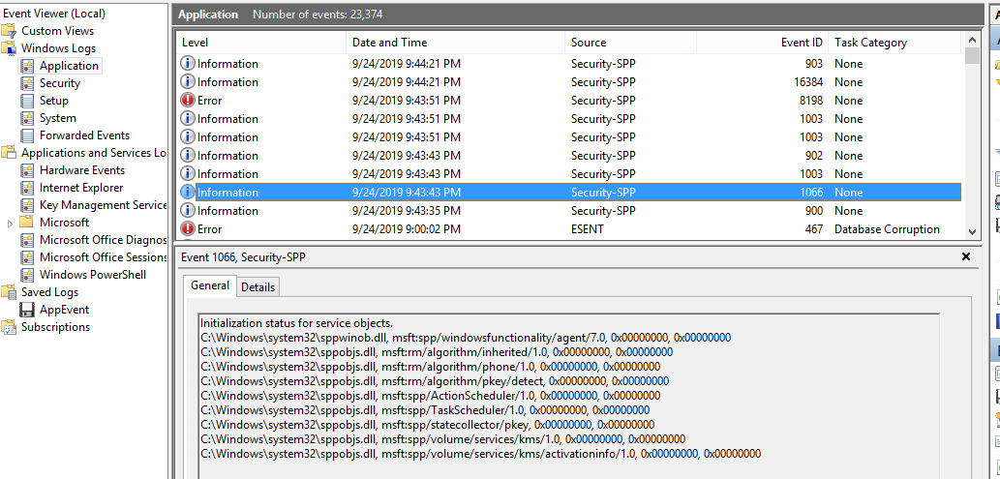 Event Viewer (Local)
Custom Views
Windows Logs
Application
Security
Setup
System
Forwarded Events
Applications and Services Lo
Hardware Events
Internet Explorer
Key Management Service
Microsoft
Microsoft Office Diagnos
Microsoft Office Sessions
Windows PowerShell
Saved Logs
AppEvent
Subscriptions
Application Number of events: 23,374
Level Date and Time Source Event ID Task Category
Information 9/24/2019 9:44:21 PM Security-SPP 903 None
Information 9/24/2019 9:44:21 PM Security-SPP 16384 None
Error 9/24/2019 9:43:51 PM Security-SPP 8198 None
Information 9/24/2019 9:43:51 PM Security-SPP 1003 None
Information 9/24/2019 9:43:51 PM Security-SPP 1003 None
Information 9/24/2019 9:43:43 PM Security-SPP 902 None
Information 9/24/2019 9:43:43 PM Security-SPP 1003 None
Information 9/24/2019 9:43:43 PM Security-SPP 1066 None
Information 9/24/2019 9:43:35 PM Security-SPP 900 None
Error 9/24/2019 9:00:02 PM ESENT 467 Database Corruption
Event 1066, Security-SPP
General Details
Initialization status for service objects.
C:\Windows\system32\sppwinob.dll, msft:spp/windowsfunctionality/agent/7.0, 0x00000000, 0x00000000
C:\Windows\system32\sppobjs.dll, msft:rm/algorithm/inherited/1.0, 0x00000000, 0x00000000
C:\Windows\system32\sppobjs.dll, msft:rm/algorithm/phone/1.0, 0x00000000, 0x00000000
C:\Windows\system32\sppobjs.dll, msft:rm/algorithm/pkey/detect, 0x00000000, 0x00000000
C:\Windows\system32\sppobjs.dll, msft:spp/ActionScheduler/1.0, 0x00000000, 0x00000000
C:\Windows\system32\sppobjs.dll, msft:spp/TaskScheduler/1.0, 0x00000000, 0x00000000
C:\Windows\system32\sppobjs.dll, msft:spp/statecollector/pkey, 0x00000000, 0x00000000
C:\Windows\system32\sppobjs.dll, msft:spp/volume/services/kms/1.0, 0x00000000, 0x00000000
C:\Windows\system32\sppobjs.dll, msft:spp/volume/services/kms/activationinfo/1.0, 0x00000000, 0x00000000